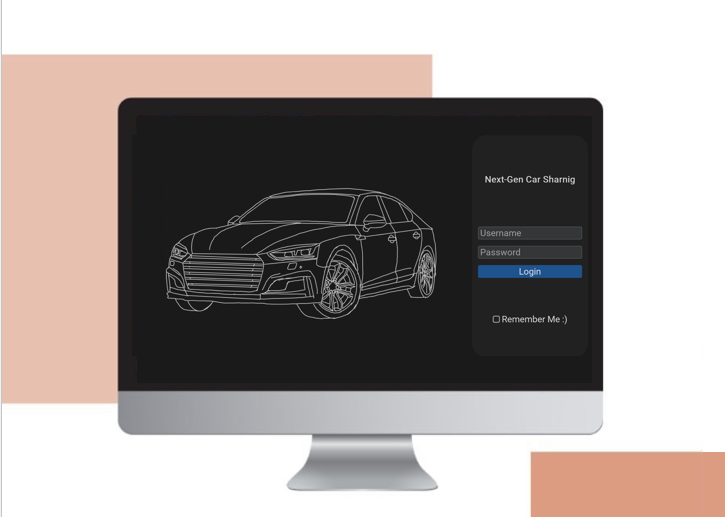 Next-Gen Car Sharnig
Username
Password
Login
Remember Me :)